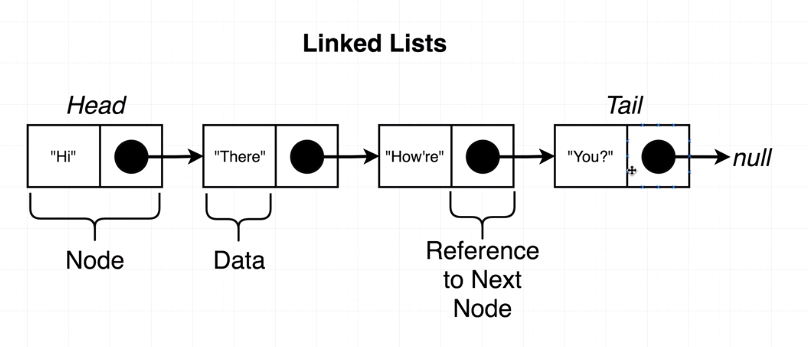 Linked Lists
Head
Tail
"Hi"
"There"
"How're"
"You?"
null
Node
Data
Reference
to Next
Node